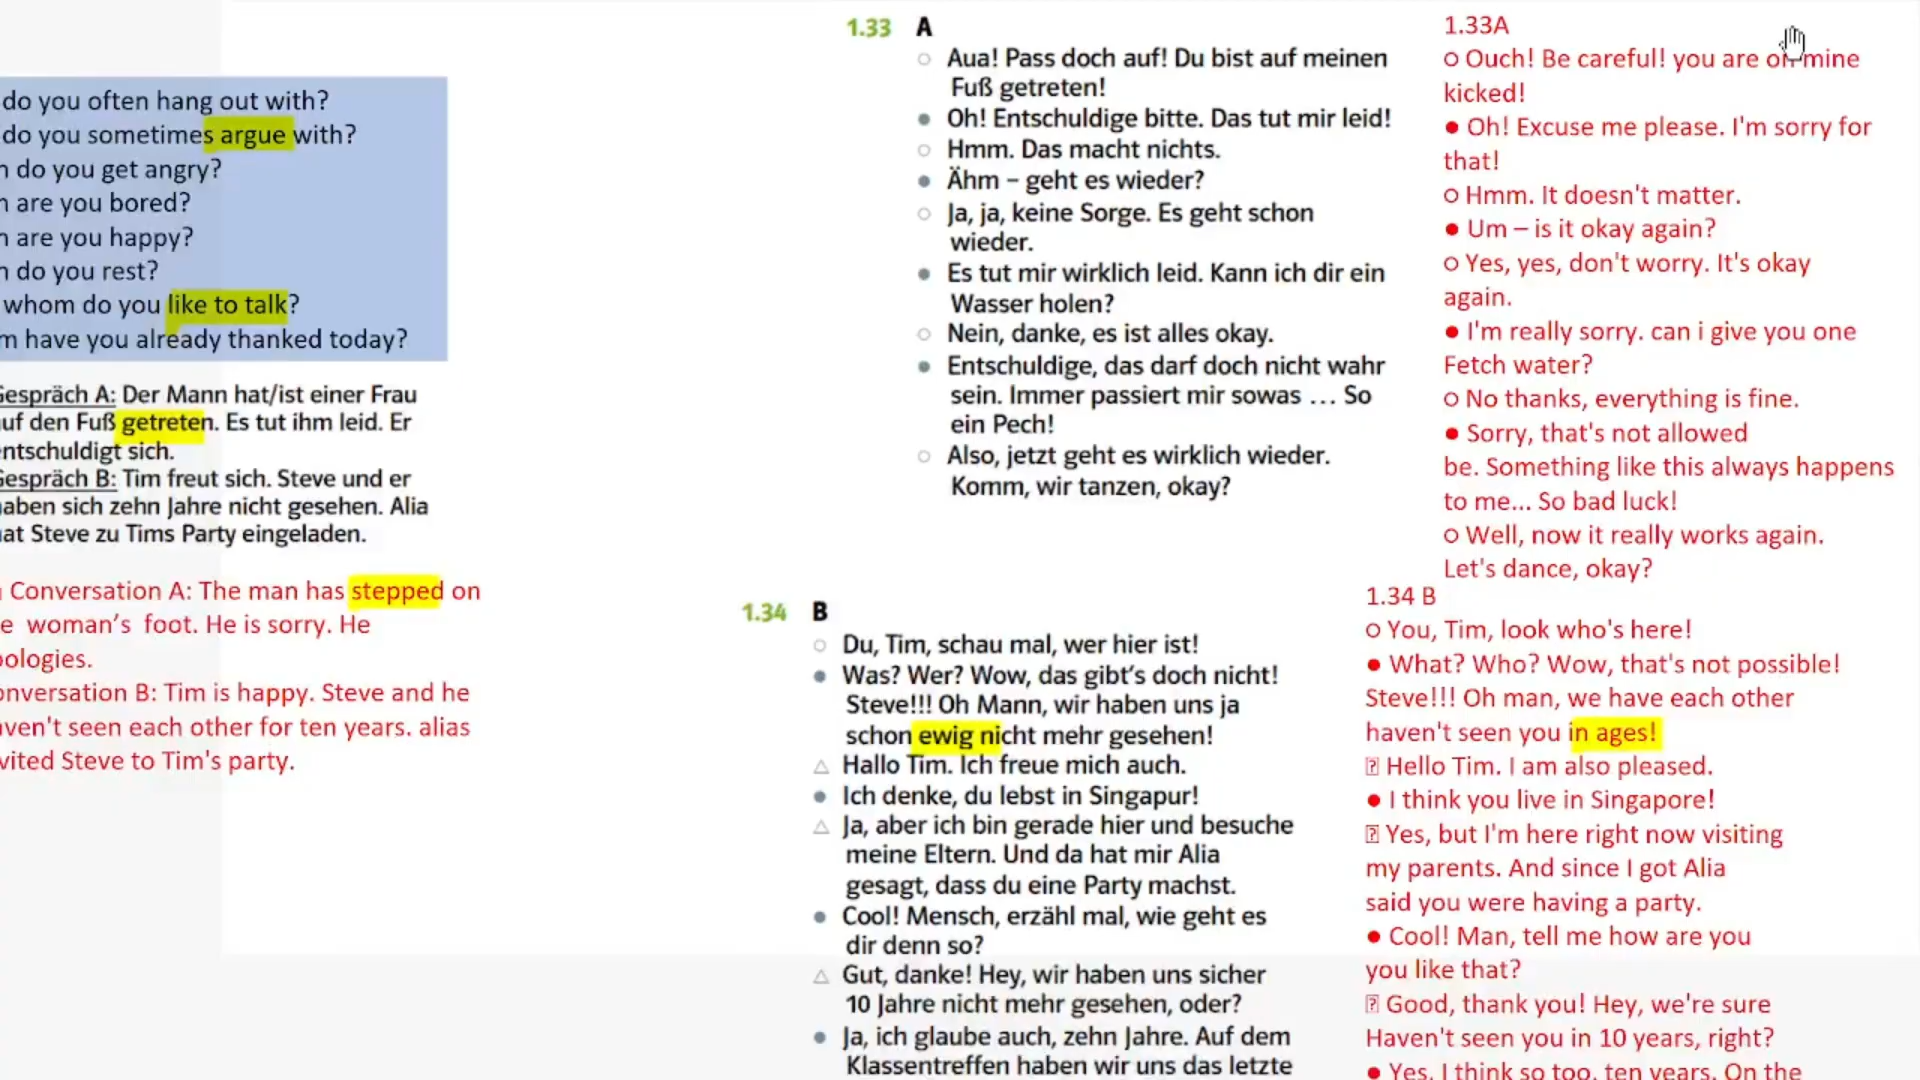 do you often hang out with?
do you sometimes argue with?
do you get angry?
are you bored?
are you happy?
do you rest?
whom do you like to talk?
have you already thanked today?
Gespräch A: Der Mann hat/ist einer Frau
auf den Fuß getreten. Es tut ihm leid. Er
entschuldigt sich.
Gespräch B: Tim freut sich. Steve und er
haben sich zehn Jahre nicht gesehen. Alia
hat Steve zu Tims Party eingeladen.
Conversation A: The man has stepped on
woman’s foot. He is sorry. He
pologies.
onversation B: Tim is happy. Steve and he
aven't seen each other for ten years. alias
vited Steve to Tim's party.
1.33 A
○ Aua! Pass doch auf! Du bist auf meinen
Fuß getreten!
● Oh! Entschuldige bitte. Das tut mir leid!
○ Hmm. Das macht nichts.
● Ähm – geht es wieder?
○ Ja, ja, keine Sorge. Es geht schon
wieder.
● Es tut mir wirklich leid. Kann ich dir ein
Wasser holen?
○ Nein, danke, es ist alles okay.
● Entschuldige, das darf doch nicht wahr
sein. Immer passiert mir sowas ... So
ein Pech!
○ Also, jetzt geht es wirklich wieder.
Komm, wir tanzen, okay?
1.34 B
○ Du, Tim, schau mal, wer hier ist!
● Was? Wer? Wow, das gibt’s doch nicht!
Steve!!! Oh Mann, wir haben uns ja
schon ewig nicht mehr gesehen!
△ Hallo Tim. Ich freue mich auch.
● Ich denke, du lebst in Singapur!
△ Ja, aber ich bin gerade hier und besuche
meine Eltern. Und da hat mir Alia
gesagt, dass du eine Party machst.
● Cool! Mensch, erzähl mal, wie geht es
dir denn so?
△ Gut, danke! Hey, wir haben uns sicher
10 Jahre nicht mehr gesehen, oder?
● Ja, ich glaube auch, zehn Jahre. Auf dem
Klassentreffen haben wir uns das letzte
1.33A
○ Ouch! Be careful! you are on mine
kicked!
● Oh! Excuse me please. I'm sorry for
that!
○ Hmm. It doesn't matter.
● Um – is it okay again?
○ Yes, yes, don't worry. It's okay
again.
● I'm really sorry. can i give you one
Fetch water?
○ No thanks, everything is fine.
● Sorry, that's not allowed
be. Something like this always happens
to me... So bad luck!
○ Well, now it really works again.
Let's dance, okay?
1.34 B
○ You, Tim, look who's here!
● What? Who? Wow, that's not possible!
Steve!!! Oh man, we have each other
haven't seen you in ages!
Hello Tim. I am also pleased.
● I think you live in Singapore!
Yes, but I'm here right now visiting
my parents. And since I got Alia
said you were having a party.
● Cool! Man, tell me how are you
you like that?
Good, thank you! Hey, we're sure
Haven't seen you in 10 years, right?
● Yes, I think so too, ten years. On the